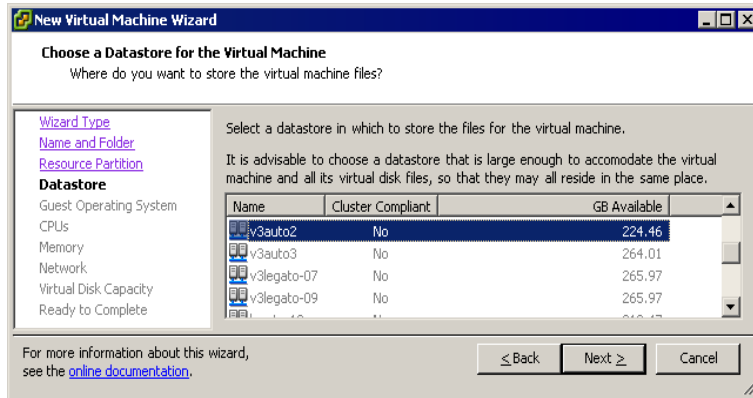 New Virtual Machine Wizard
Choose a Datastore for the Virtual Machine
Where do you want to store the virtual machine files?
Wizard Type
Name and Folder
Resource Partition
Datastore
Guest Operating System
CPUs
Memory
Network
Virtual Disk Capacity
Ready to Complete
Select a datastore in which to store the files for the virtual machine.
It is advisable to choose a datastore that is large enough to accomodate the virtual
machine and all its virtual disk files, so that they may all reside in the same place.
Name Cluster Compliant GB Available
v3auto2 No 224.46
v3auto3 No 264.01
v3legato-07 No 265.97
v3legato-09 No 265.97
For more information about this wizard,
see the online documentation.
≤ Back Next ≥ Cancel